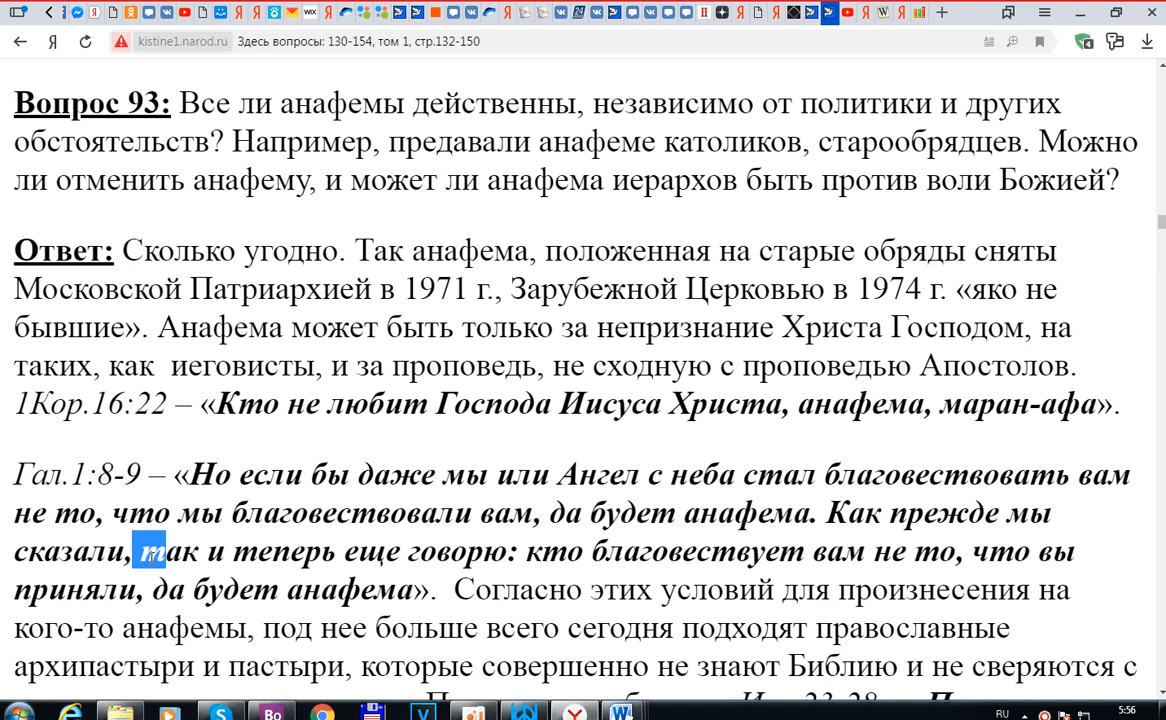 kistine1.narod.ru Здесь вопросы: 130-154, том 1, стр.132-150
Вопрос 93: Все ли анафемы действенны, независимо от политики и других
обстоятельств? Например, предавали анафеме католиков, старообрядцев. Можно
ли отменить анафему, и может ли анафема иерархов быть против воли Божией?
Ответ: Сколько угодно. Так анафема, положенная на старые обряды сняты
Московской Патриархией в 1971 г., Зарубежной Церковью в 1974 г. «яко не
бывшие». Анафема может быть только за непризнание Христа Господом, на
таких, как иеговисты, и за проповедь, не сходную с проповедью Апостолов.
1Кор.16:22 – «Кто не любит Господа Иисуса Христа, анафема, маран-афа».
Гал.1:8-9 – «Но если бы даже мы или Ангел с неба стал благовествовать вам
не то, что мы благовествовали вам, да будет анафема. Как прежде мы
сказали, так и теперь еще говорю: кто благовествует вам не то, что вы
приняли, да будет анафема». Согласно этих условий для произнесения на
кого-то анафемы, под нее больше всего сегодня подходят православные
архипастыри и пастыри, которые совершенно не знают Библию и не сверяются с
RU 5:56